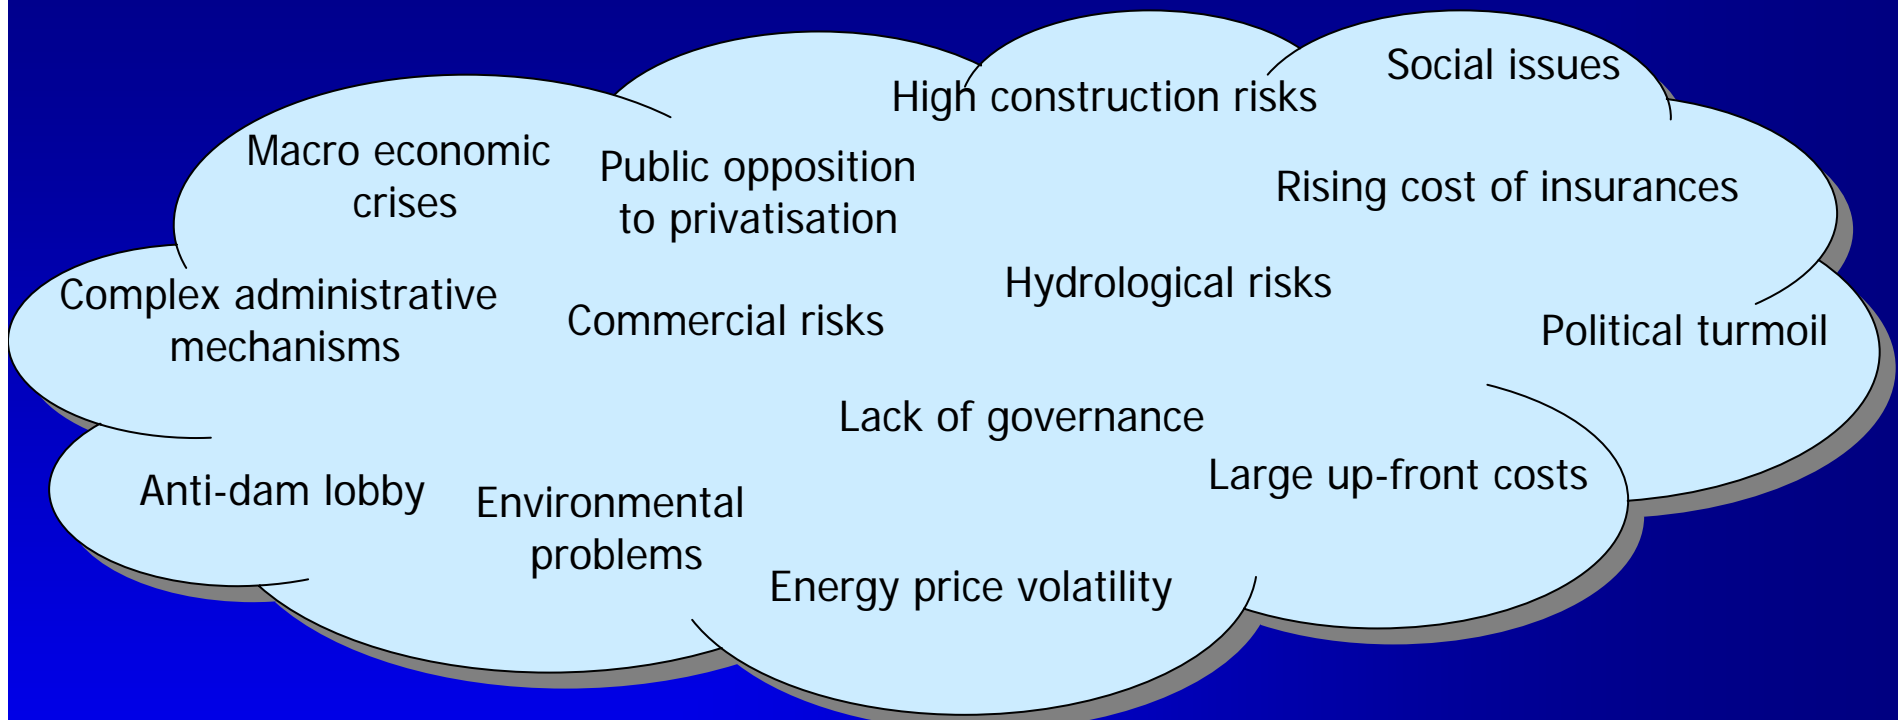 Social issues
High construction risks
Macro economic
crises
Public opposition
to privatisation
Rising cost of insurances
Complex administrative
mechanisms
Commercial risks
Hydrological risks
Political turmoil
Lack of governance
Anti-dam lobby
Environmental
problems
Large up-front costs
Energy price volatility